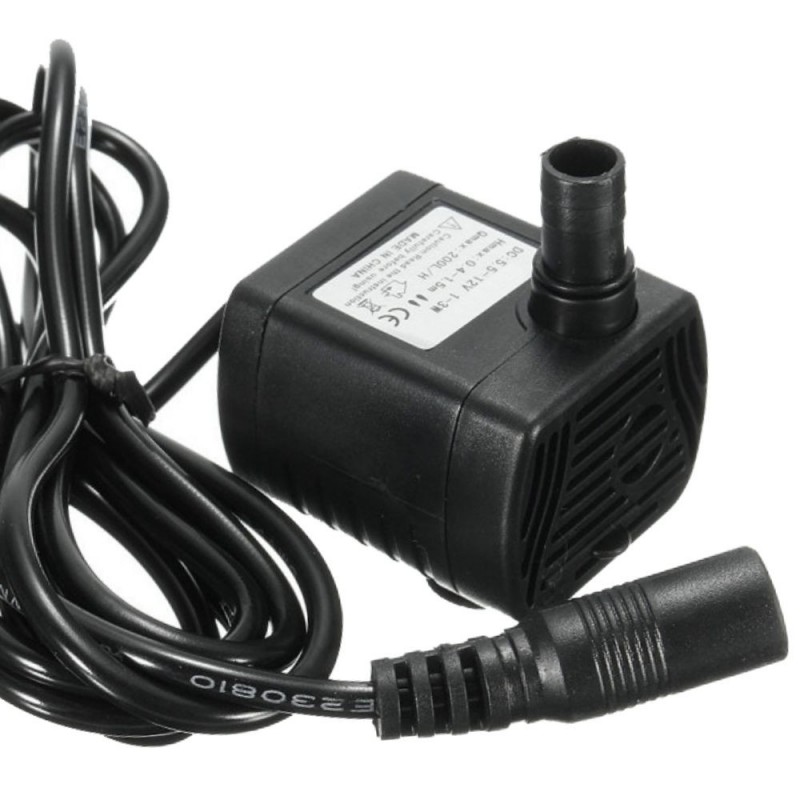 DC:5.5-12V 1-3W
Hmax:0.4-1.5m
Qmax:200L/H
MADE IN CHINA
Caution Read the instruction
Carefully before using!
CE
E230810